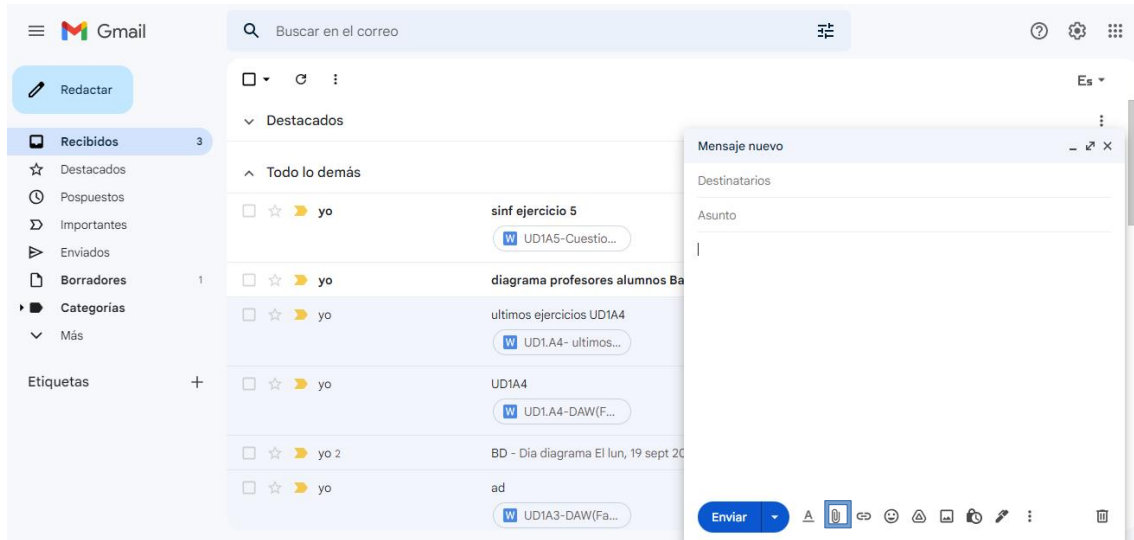 Gmail
Buscar en el correo
Redactar
Es
Recibidos 3
Destacados
Pospuestos
Importantes
Enviados
Borradores 1
Categorías
Más
Etiquetas
Destacados
Todo lo demás
yo sinf ejercicio 5
W UD1A5-Cuestio...
yo diagrama profesores alumnos Ba
yo ultimos ejercicios UD1A4
W UD1.A4- ultimos...
yo UD1A4
W UD1.A4-DAW(F...
yo 2 BD - Dia diagrama El lun, 19 sept 20
yo ad
W UD1A3-DAW(Fa...
Mensaje nuevo
Destinatarios
Asunto
Enviar A